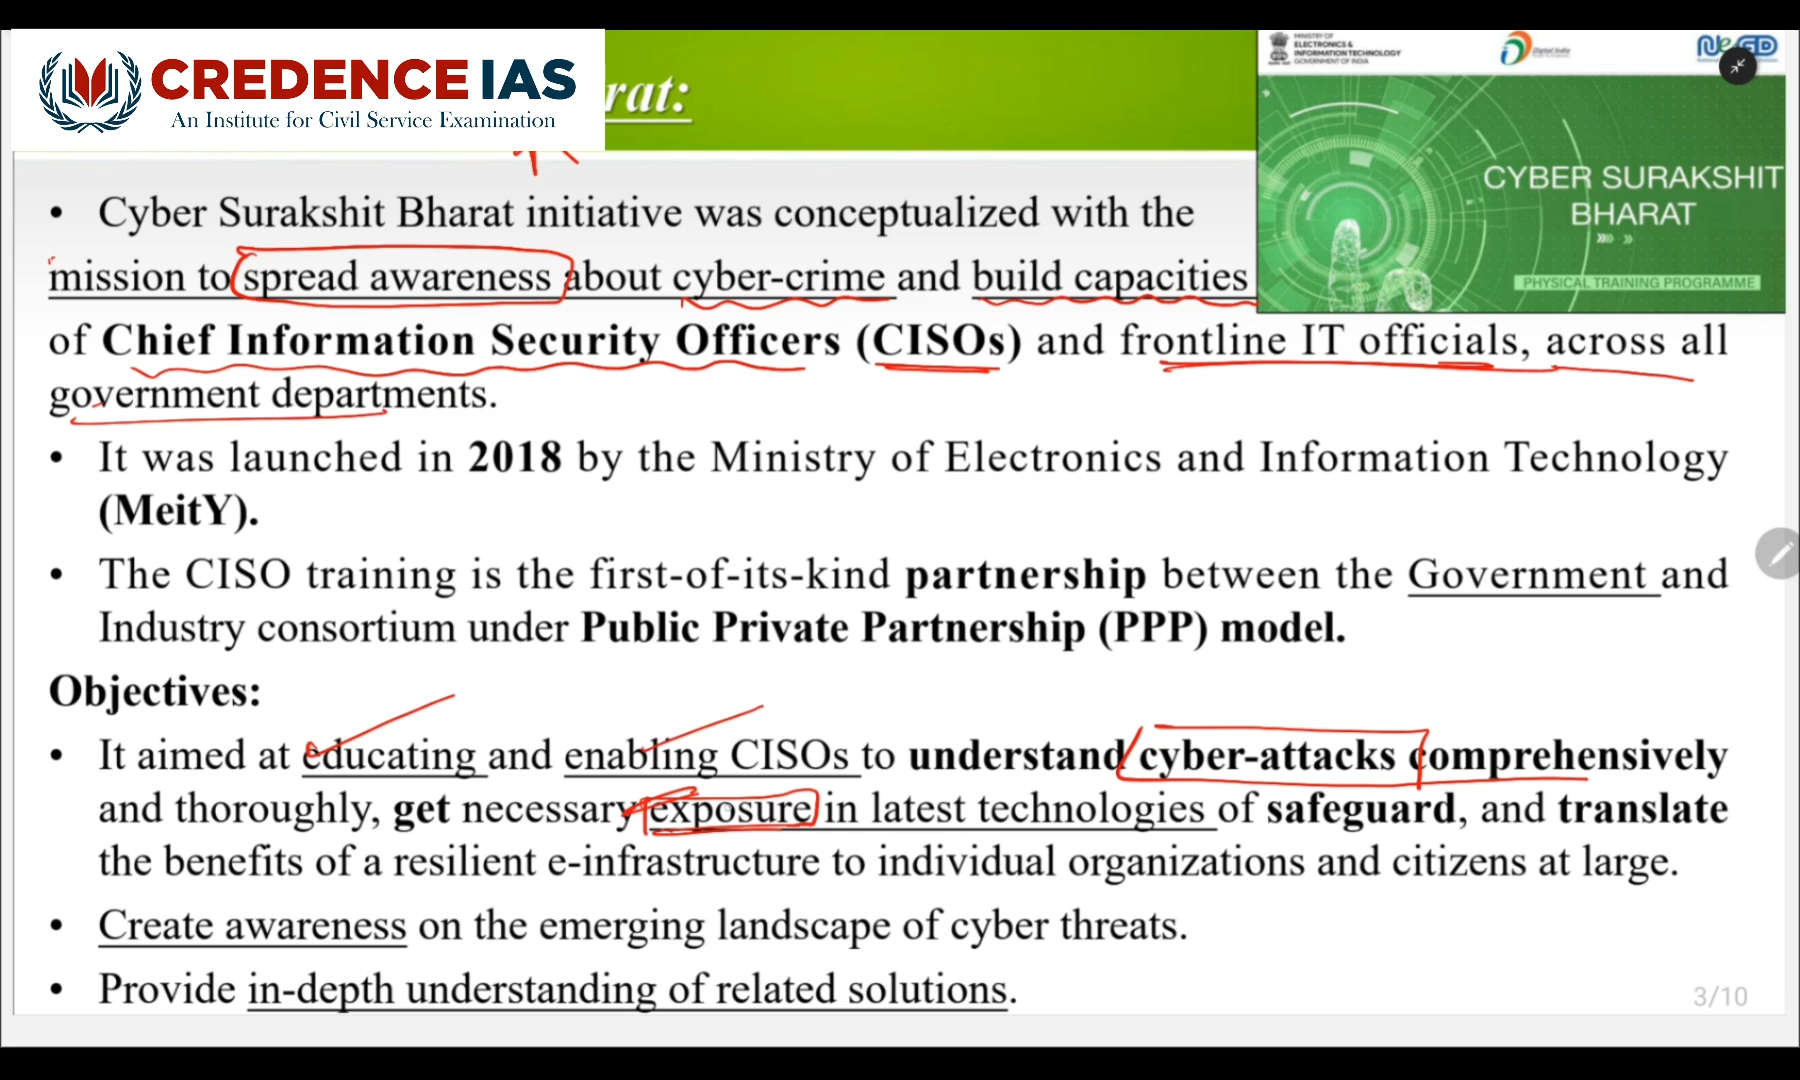 CREDENCE IAS
An Institute for Civil Service Examination
rat:
MINISTRY OF
ELECTRONICS &
INFORMATION TECHNOLOGY
GOVERNMENT OF INDIA
Digital India
NeGD
CYBER SURAKSHIT
BHARAT
PHYSICAL TRAINING PROGRAMME
• Cyber Surakshit Bharat initiative was conceptualized with the
mission to spread awareness about cyber-crime and build capacities
of Chief Information Security Officers (CISOs) and frontline IT officials, across all
government departments.
• It was launched in 2018 by the Ministry of Electronics and Information Technology
(MeitY).
• The CISO training is the first-of-its-kind partnership between the Government and
Industry consortium under Public Private Partnership (PPP) model.
Objectives:
• It aimed at educating and enabling CISOs to understand cyber-attacks comprehensively
and thoroughly, get necessary exposure in latest technologies of safeguard, and translate
the benefits of a resilient e-infrastructure to individual organizations and citizens at large.
• Create awareness on the emerging landscape of cyber threats.
• Provide in-depth understanding of related solutions.
3/10